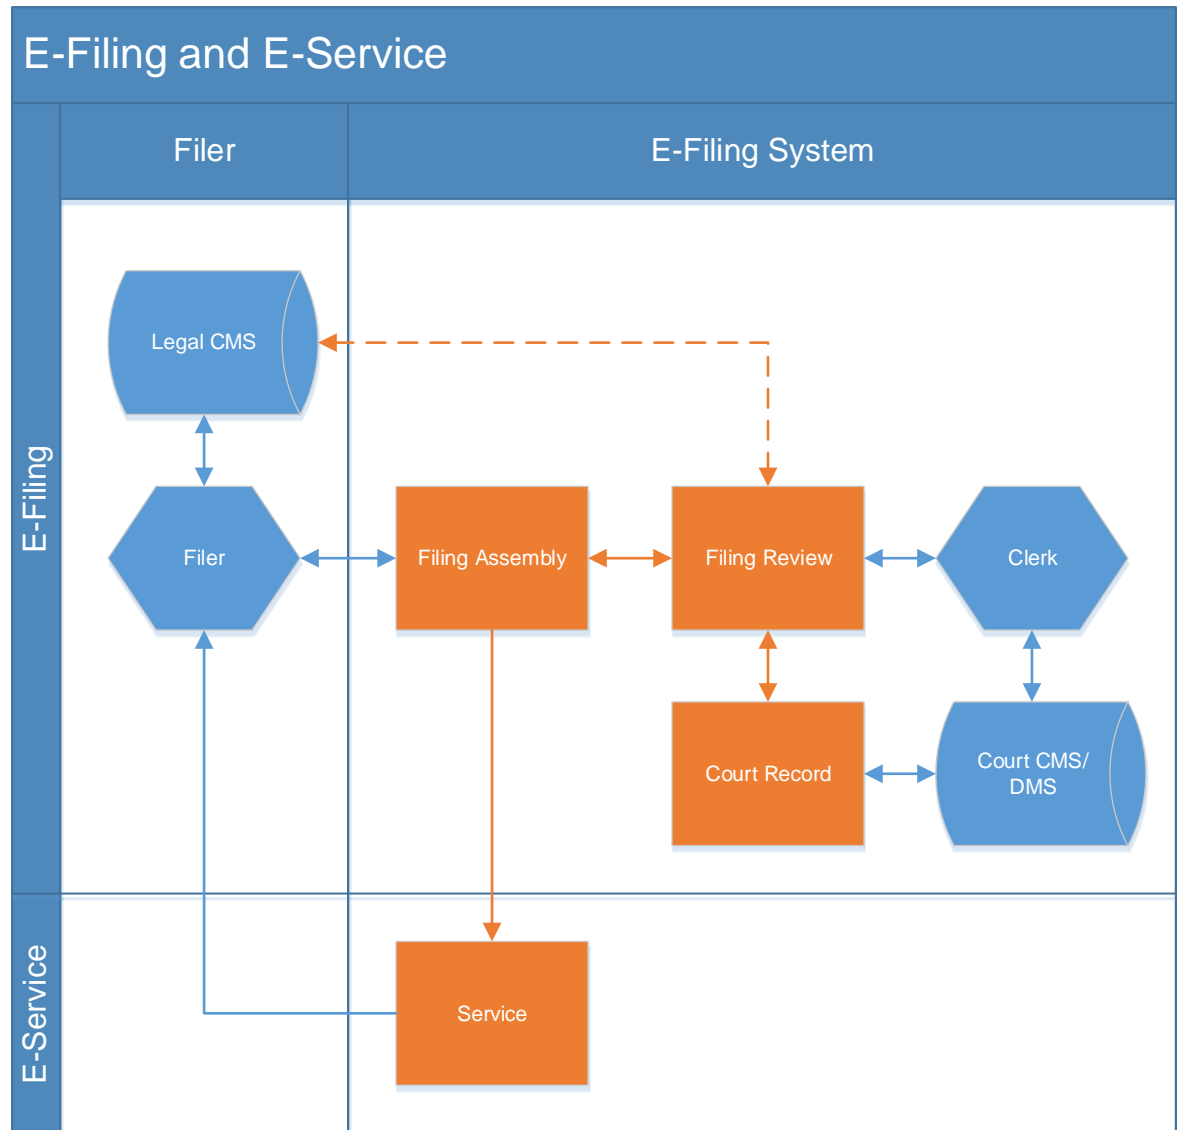 E-Filing and E-Service
Filer
E-Filing System
E-Filing
Legal CMS
Filer
Filing Assembly
Filing Review
Clerk
Court Record
Court CMS/
DMS
E-Service
Service